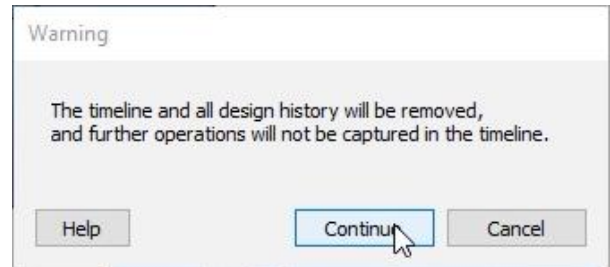 Warning
The timeline and all design history will be removed,
and further operations will not be captured in the timeline.
Help
Continue
Cancel